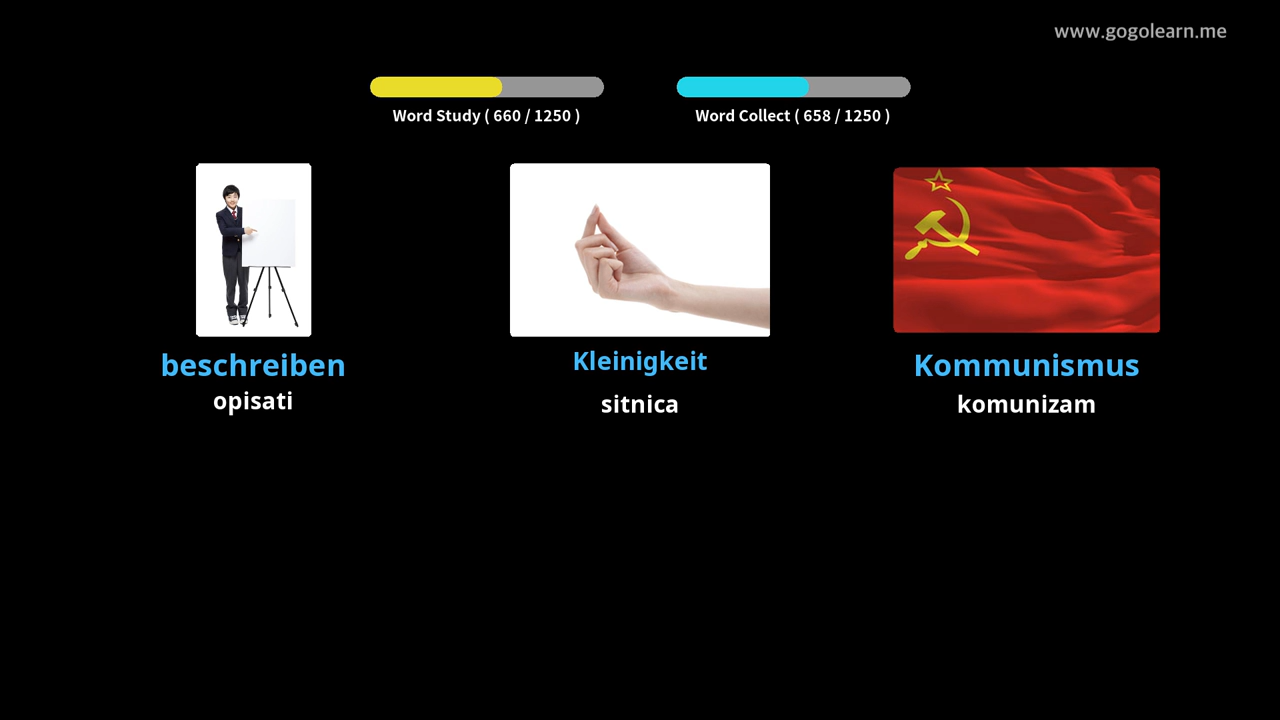 www.gogolearn.me
Word Study ( 660 / 1250 )
Word Collect ( 658 / 1250 )
beschreiben
opisati
Kleinigkeit
sitnica
Kommunismus
komunizam